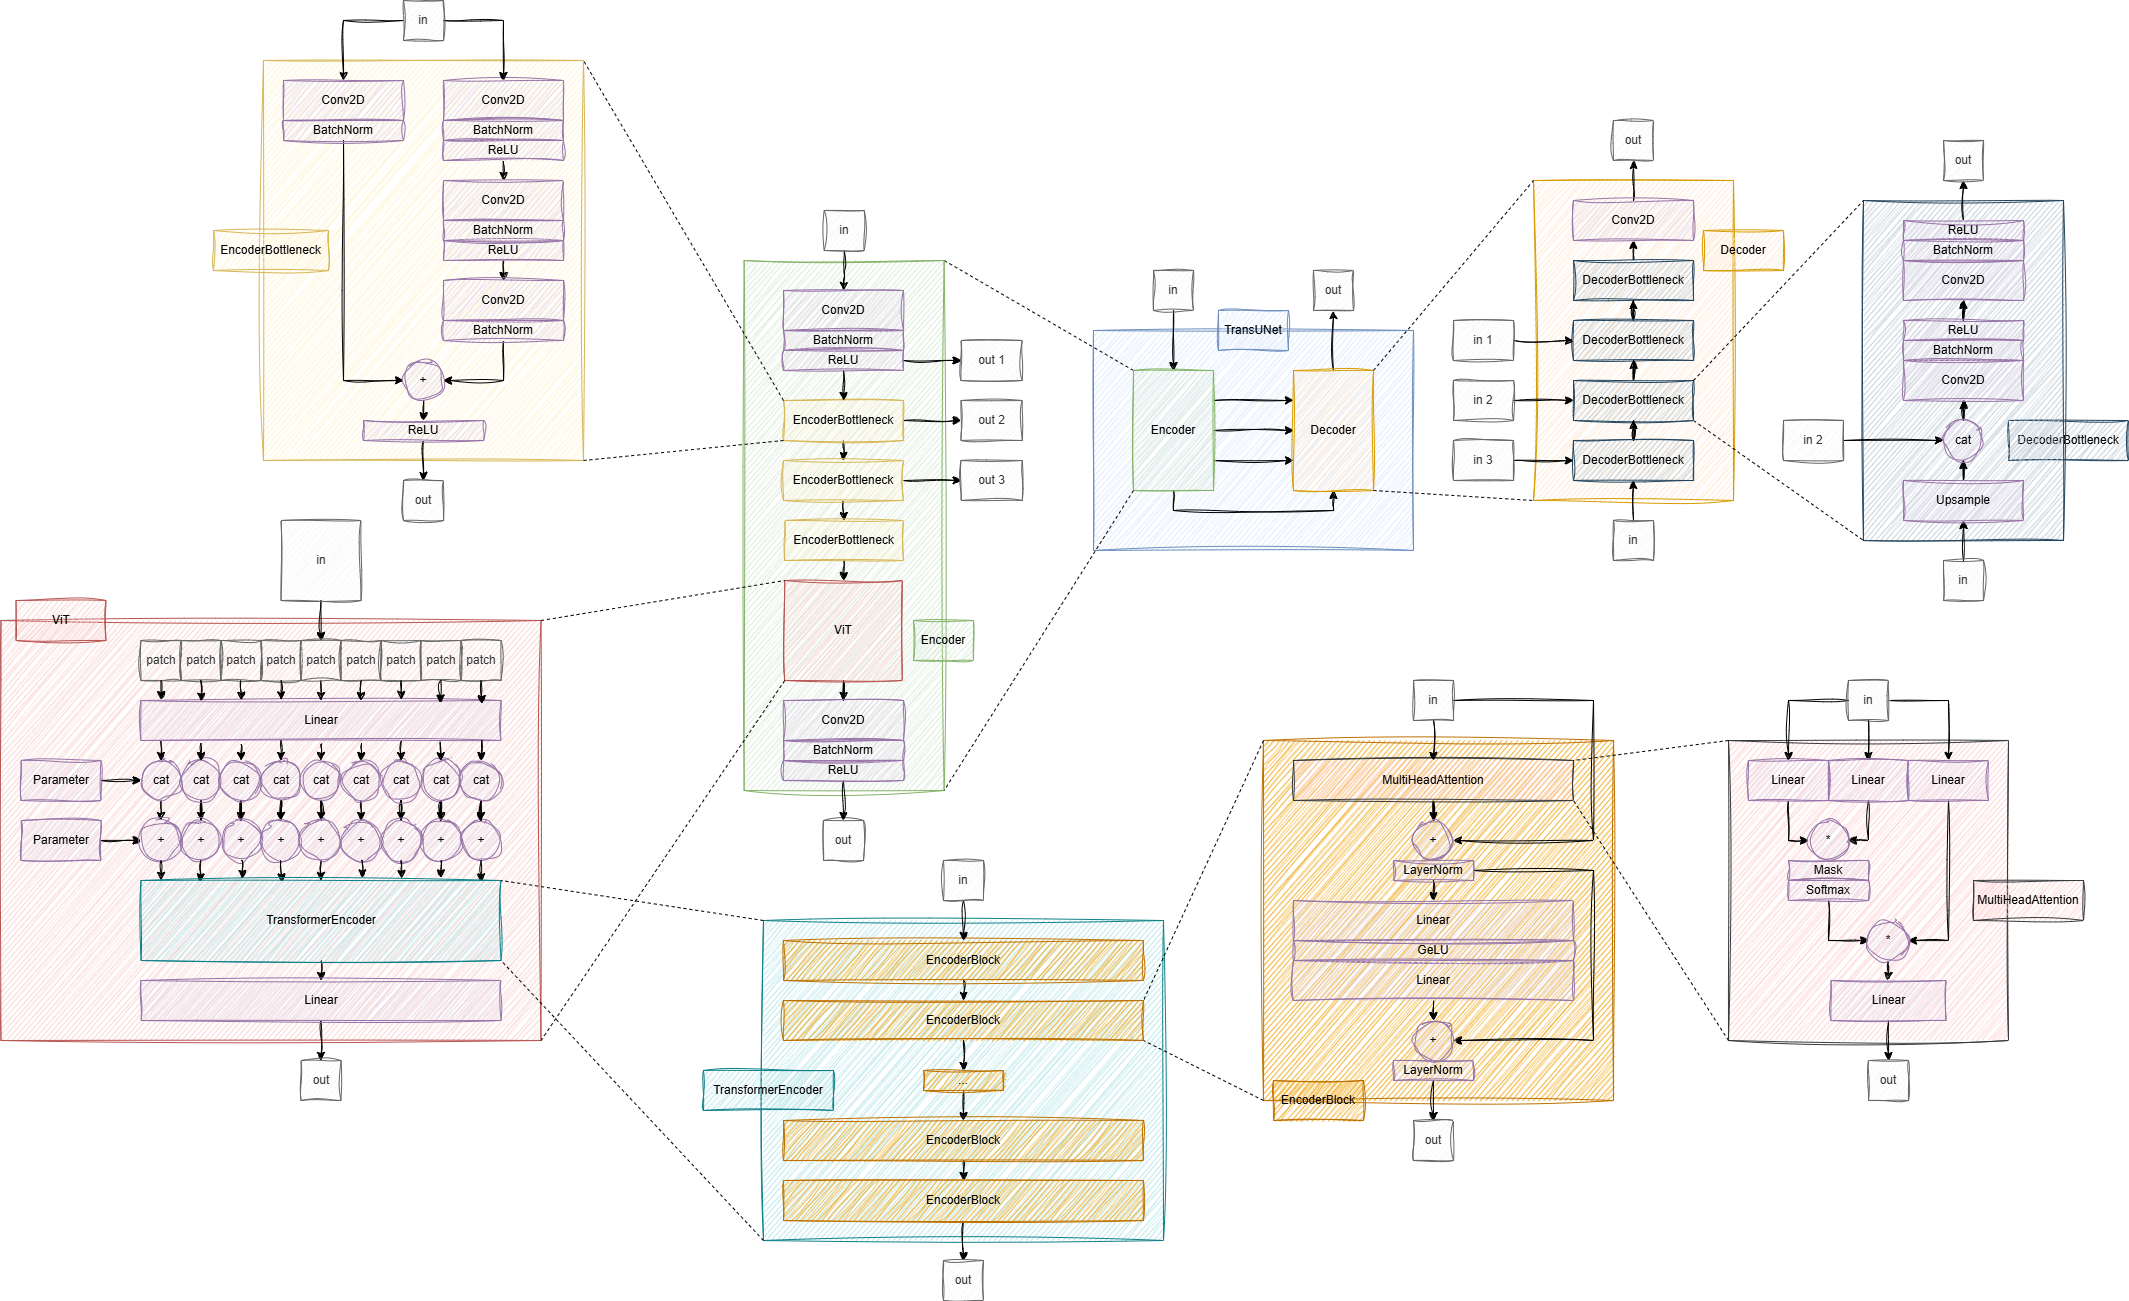 in
Conv2D
BatchNorm
Conv2D
BatchNorm
ReLU
Conv2D
BatchNorm
ReLU
Conv2D
BatchNorm
EncoderBottleneck
+
ReLU
out
in
Conv2D
BatchNorm
ReLU
out 1
EncoderBottleneck
out 2
EncoderBottleneck
out 3
EncoderBottleneck
ViT
Encoder
Conv2D
BatchNorm
ReLU
out
in
out
TransUNet
Encoder
Decoder
out
Conv2D
Decoder
DecoderBottleneck
in 1
DecoderBottleneck
in 2
DecoderBottleneck
in 3
DecoderBottleneck
in
out
ReLU
BatchNorm
Conv2D
ReLU
BatchNorm
Conv2D
in 2
cat
DecoderBottleneck
Upsample
in
in
ViT
patch patch patch patch patch patch patch patch patch
Linear
Parameter
cat cat cat cat cat cat cat cat cat
Parameter
+ + + + + + + + +
TransformerEncoder
Linear
out
in
EncoderBlock
EncoderBlock
...
TransformerEncoder
EncoderBlock
EncoderBlock
out
in
MultiHeadAttention
+
LayerNorm
Linear
GeLU
Linear
+
LayerNorm
EncoderBlock
out
in
Linear Linear Linear
*
Mask
Softmax
MultiHeadAttention
*
Linear
out